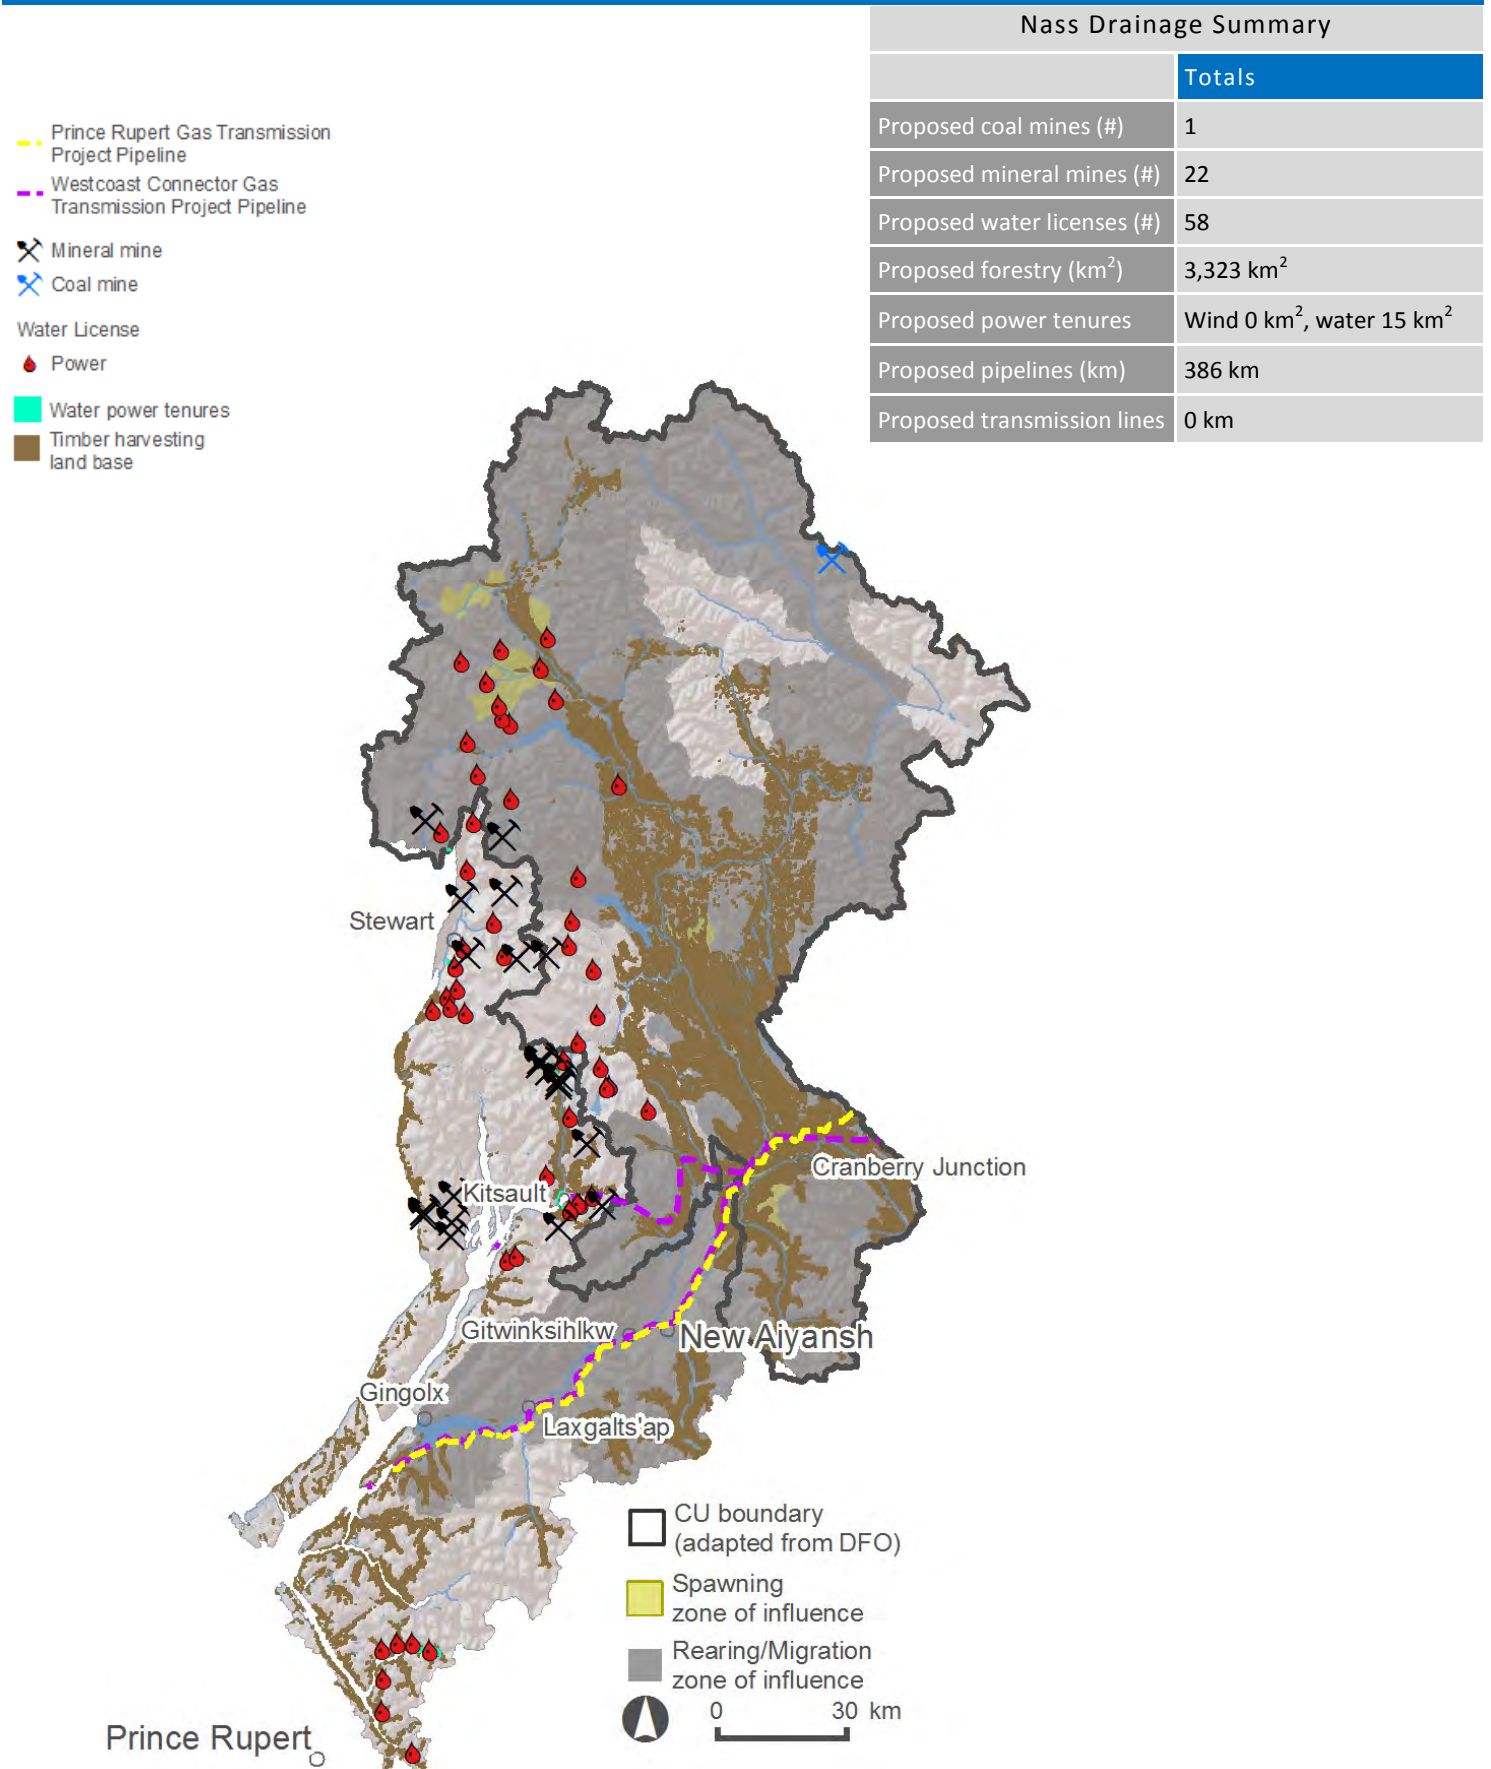 Nass Drainage Summary
Totals
Proposed coal mines (#) 1
Proposed mineral mines (#) 22
Proposed water licenses (#) 58
Proposed forestry (km²) 3,323 km²
Proposed power tenures Wind 0 km², water 15 km²
Proposed pipelines (km) 386 km
Proposed transmission lines 0 km
Prince Rupert Gas Transmission
Project Pipeline
Westcoast Connector Gas
Transmission Project Pipeline
Mineral mine
Coal mine
Water License
Power
Water power tenures
Timber harvesting
land base
Stewart
Cranberry Junction
Kitsault
Gitwinksihlkw
New Aiyansh
Gingolx
Laxgalts'ap
CU boundary
(adapted from DFO)
Spawning
zone of influence
Rearing/Migration
zone of influence
0 30 km
Prince Rupert